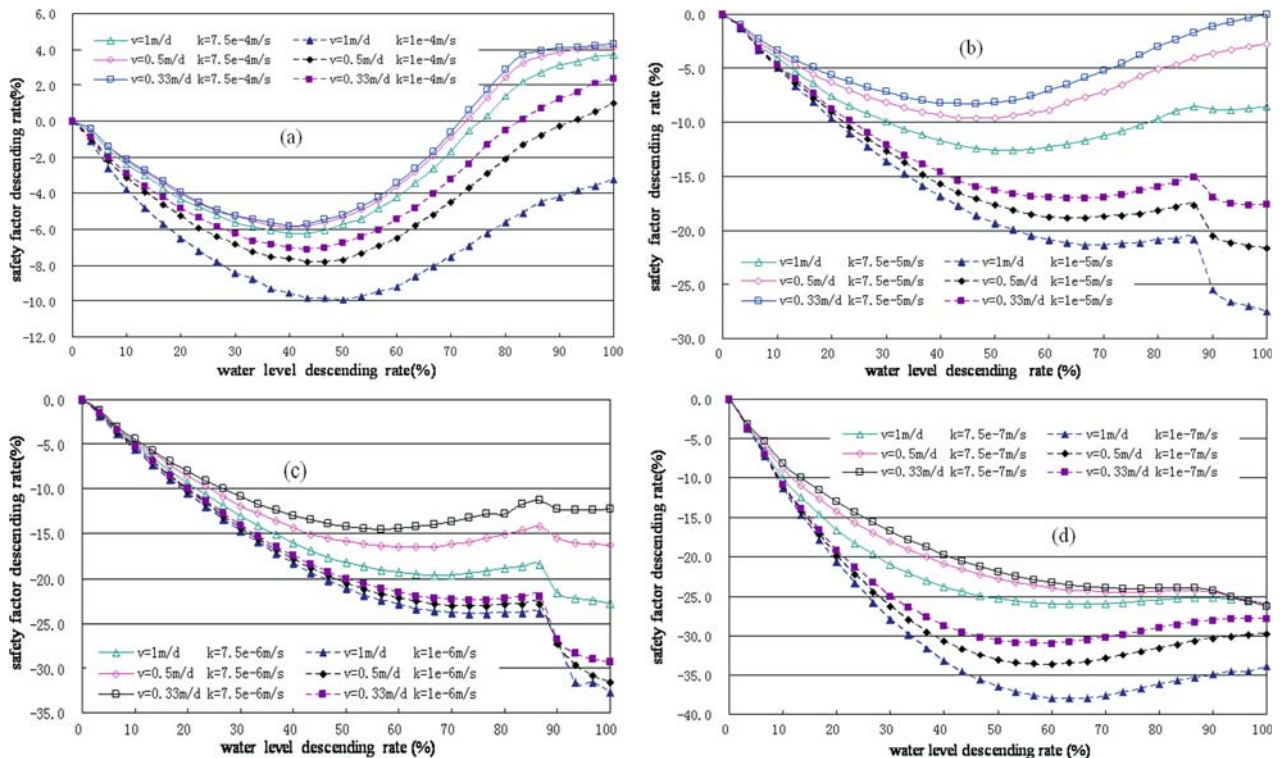 6.0
4.0
2.0
0.0
-2.0
-4.0
-6.0
-8.0
-10.0
-12.0
safety factor descending rate(%)
v=1m/d k=7.5e-4m/s v=1m/d k=1e-4m/s
v=0.5m/d k=7.5e-4m/s v=0.5m/d k=1e-4m/s
v=0.33m/d k=7.5e-4m/s v=0.33m/d k=1e-4m/s
(a)
0 10 20 30 40 50 60 70 80 90 100
water level descending rate(%)
0.0
-5.0
-10.0
-15.0
-20.0
-25.0
-30.0
safety factor descending rate (%)
(b)
v=1m/d k=7.5e-5m/s v=1m/d k=1e-5m/s
v=0.5m/d k=7.5e-5m/s v=0.5m/d k=1e-5m/s
v=0.33m/d k=7.5e-5m/s v=0.33m/d k=1e-5m/s
0 10 20 30 40 50 60 70 80 90 100
water level descending rate (%)
0.0
-5.0
-10.0
-15.0
-20.0
-25.0
-30.0
-35.0
safety factor descending rate(%)
(c)
v=1m/d k=7.5e-6m/s v=1m/d k=1e-6m/s
v=0.5m/d k=7.5e-6m/s v=0.5m/d k=1e-6m/s
v=0.33m/d k=7.5e-6m/s v=0.33m/d k=1e-6m/s
0 10 20 30 40 50 60 70 80 90 100
water level descending rate (%)
0.0
-5.0
-10.0
-15.0
-20.0
-25.0
-30.0
-35.0
-40.0
safety factor descending rate(%)
v=1m/d k=7.5e-7m/s v=1m/d k=1e-7m/s
v=0.5m/d k=7.5e-7m/s v=0.5m/d k=1e-7m/s
v=0.33m/d k=7.5e-7m/s v=0.33m/d k=1e-7m/s
(d)
0 10 20 30 40 50 60 70 80 90 100
water level descending rate (%)